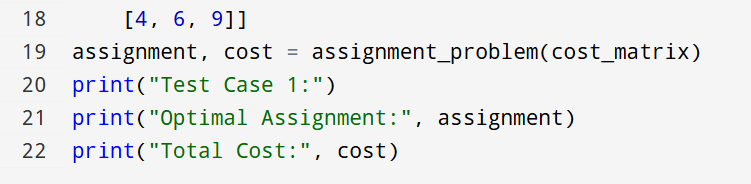 18      [4, 6, 9]]
19  assignment, cost = assignment_problem(cost_matrix)
20  print("Test Case 1:")
21  print("Optimal Assignment:", assignment)
22  print("Total Cost:", cost)